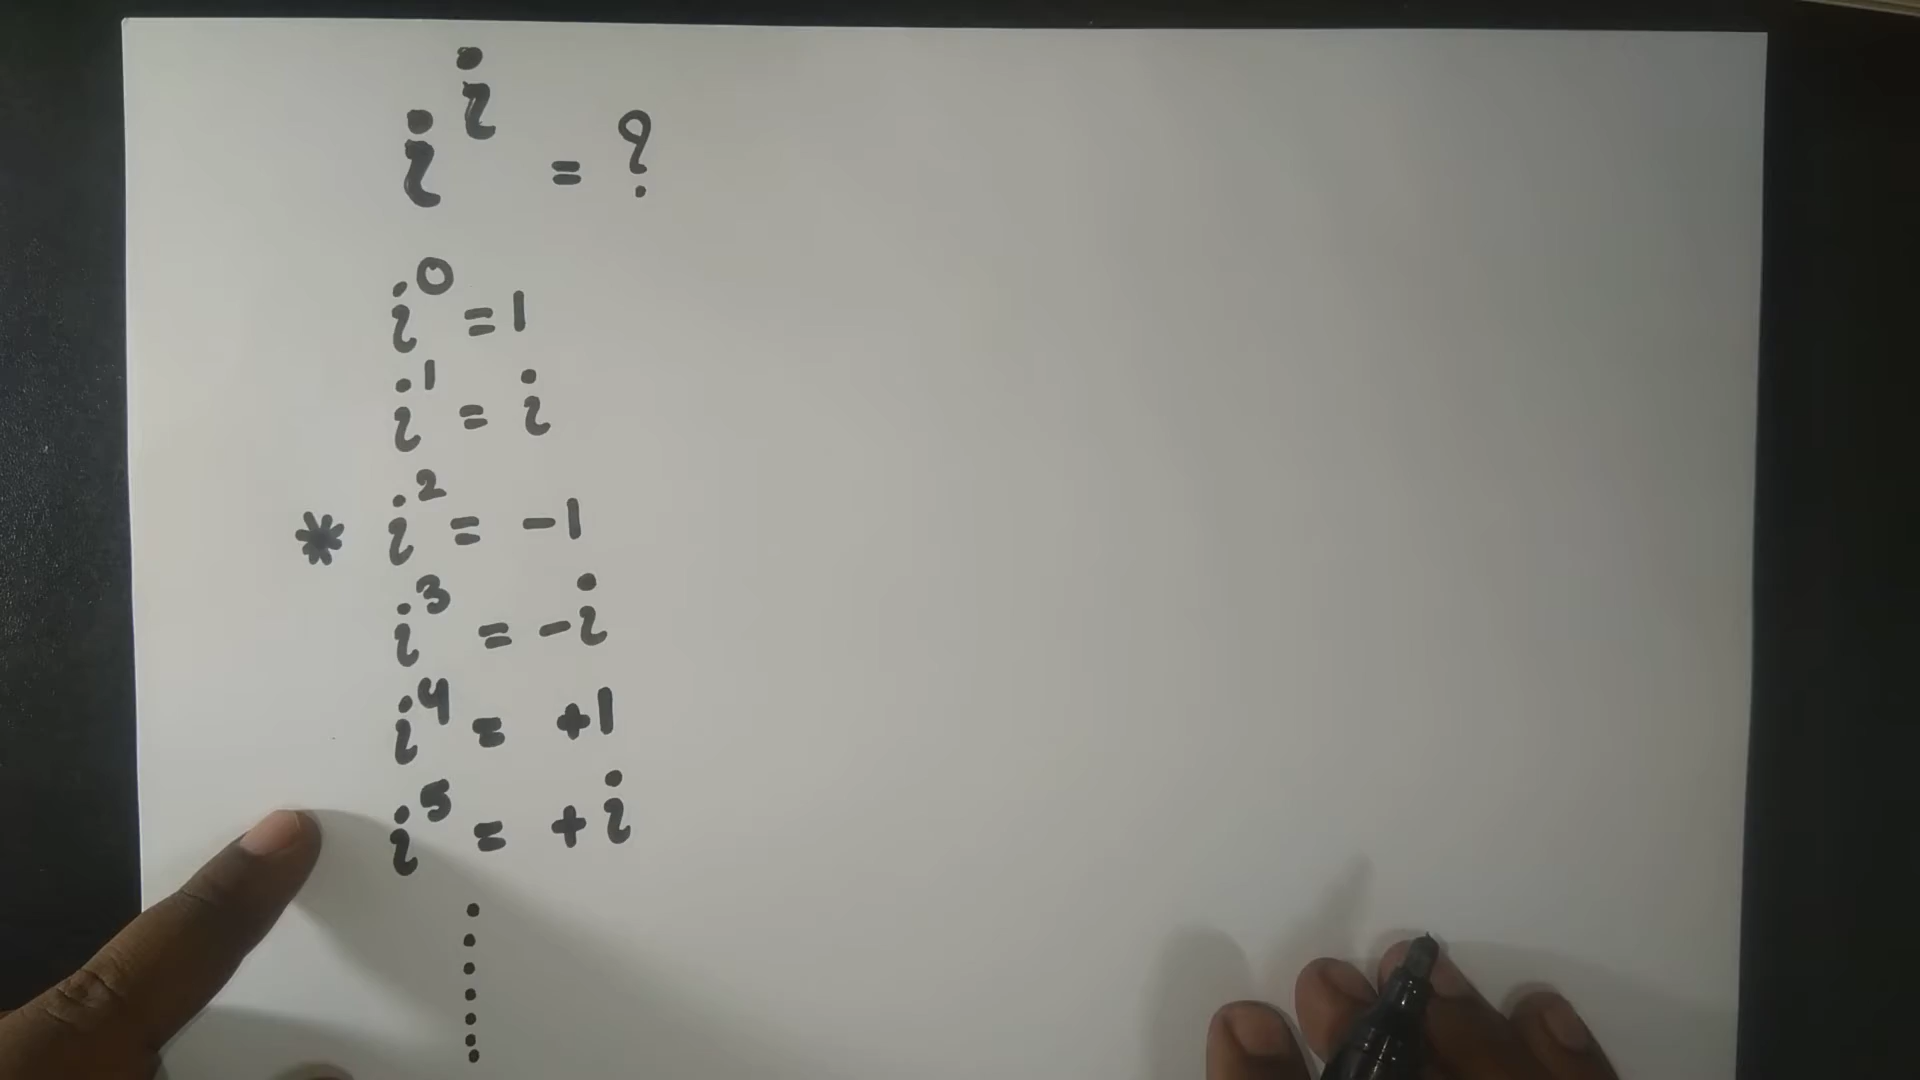 i^i = ?
i^0 = 1
i^1 = i
* i^2 = -1
i^3 = -i
i^4 = +1
i^5 = +i
.......